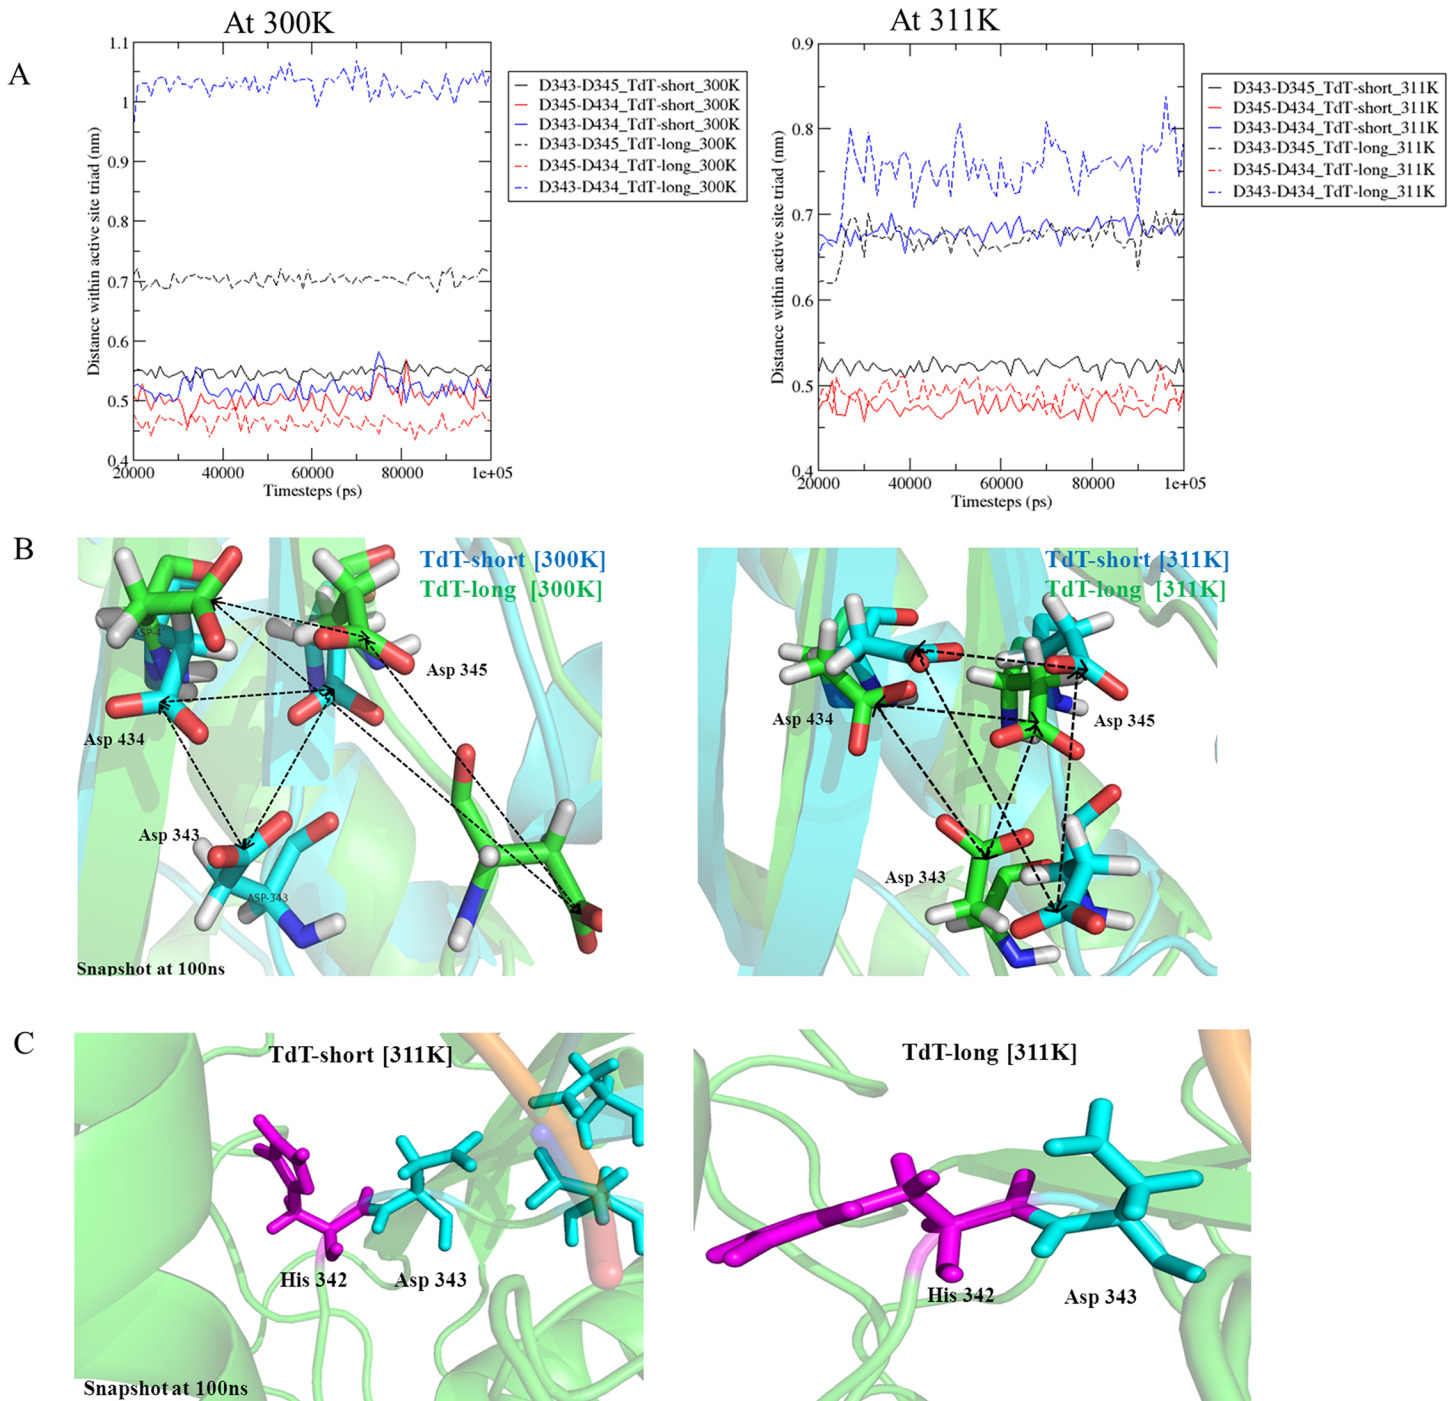 At 300K
At 311K
A
1.1
1
0.9
0.8
0.7
0.6
0.5
0.4
Distance within active site triad (nm)
20000 40000 60000 80000 1e+05
Timesteps (ps)
D343-D345_TdT-short_300K
D345-D434_TdT-short_300K
D343-D434_TdT-short_300K
D343-D345_TdT-long_300K
D345-D434_TdT-long_300K
D343-D434_TdT-long_300K
0.9
0.8
0.7
0.6
0.5
0.4
Distance within active site triad (nm)
20000 40000 60000 80000 1e+05
Timesteps (ps)
D343-D345_TdT-short_311K
D345-D434_TdT-short_311K
D343-D434_TdT-short_311K
D343-D345_TdT-long_311K
D345-D434_TdT-long_311K
D343-D434_TdT-long_311K
B
TdT-short [300K]
TdT-long [300K]
ASP-4
Asp 345
Asp 434
Asp 343
ASP-343
Snapshot at 100ns
TdT-short [311K]
TdT-long [311K]
Asp 434
Asp 345
Asp 343
C
TdT-short [311K]
His 342
Asp 343
Snapshot at 100ns
TdT-long [311K]
His 342
Asp 343